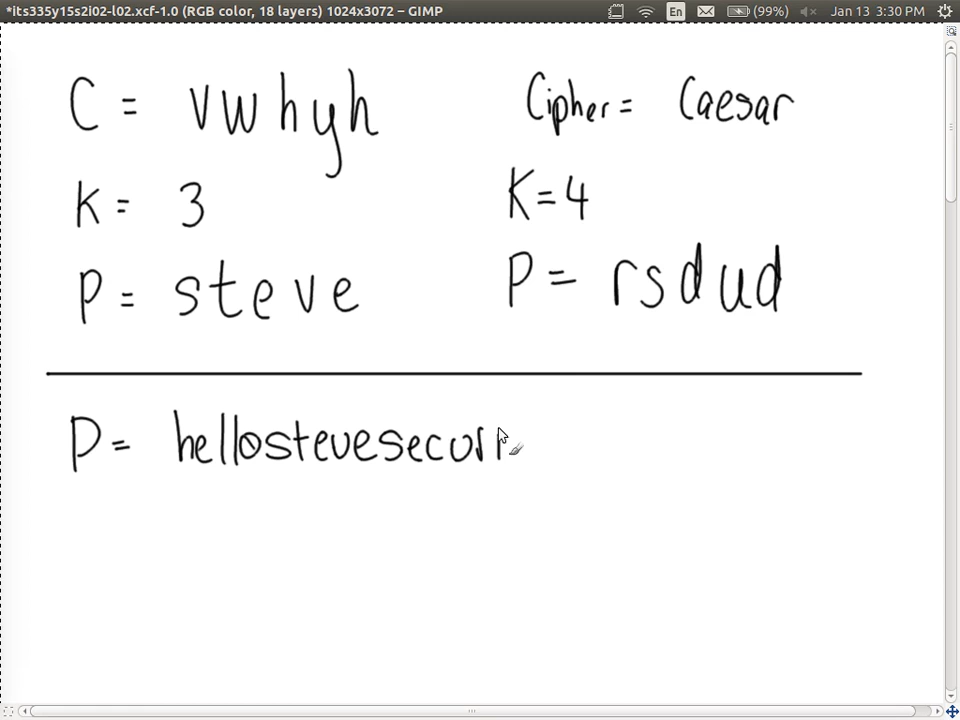 *its335y15s2i02-l02.xcf-1.0 (RGB color, 18 layers) 1024x3072 – GIMP
En
(99%)
Jan 13 3:30 PM
C = vwhyh
Cipher = Caesar
K = 3
K=4
P = steve
P = rsdud
P = hellostevesecur